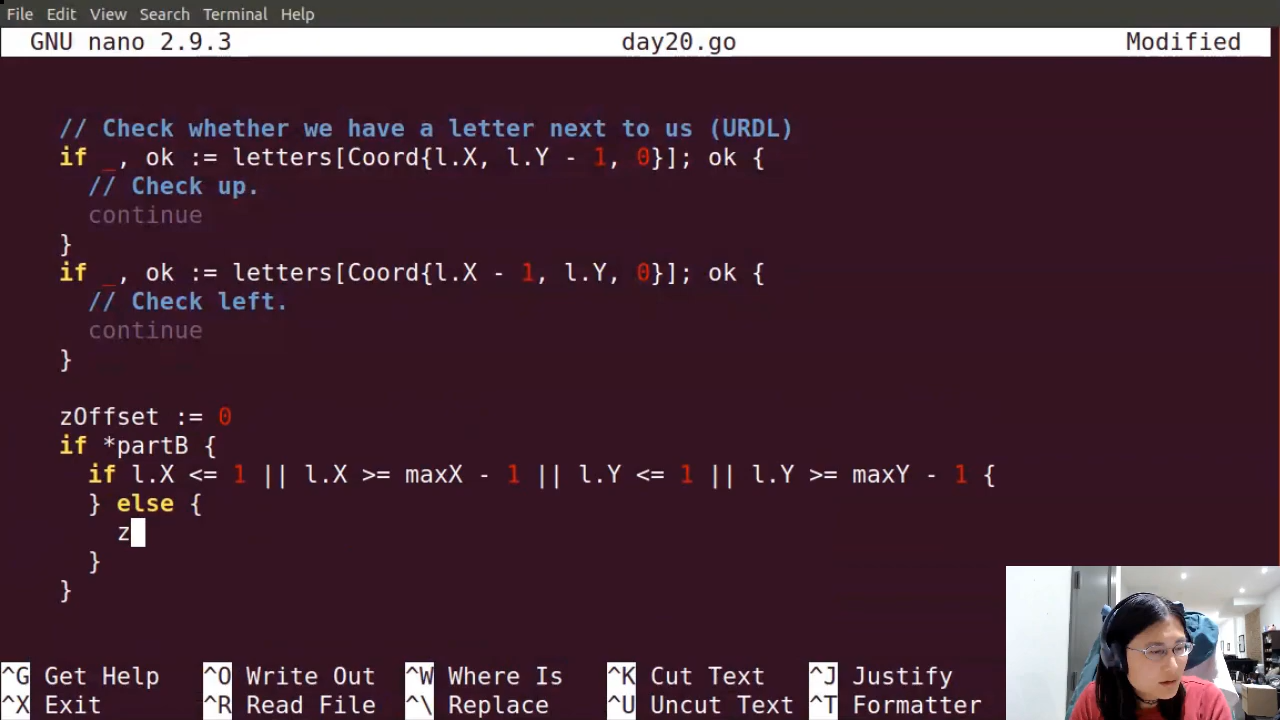 File Edit View Search Terminal Help
GNU nano 2.9.3 day20.go Modified
// Check whether we have a letter next to us (URDL)
if _, ok := letters[Coord{l.X, l.Y - 1, 0}]; ok {
// Check up.
continue
}
if _, ok := letters[Coord{l.X - 1, l.Y, 0}]; ok {
// Check left.
continue
}
zOffset := 0
if *partB {
if l.X <= 1 || l.X >= maxX - 1 || l.Y <= 1 || l.Y >= maxY - 1 {
} else {
z
}
}
^G Get Help ^O Write Out ^W Where Is ^K Cut Text ^J Justify
^X Exit ^R Read File ^\ Replace ^U Uncut Text ^T Formatter